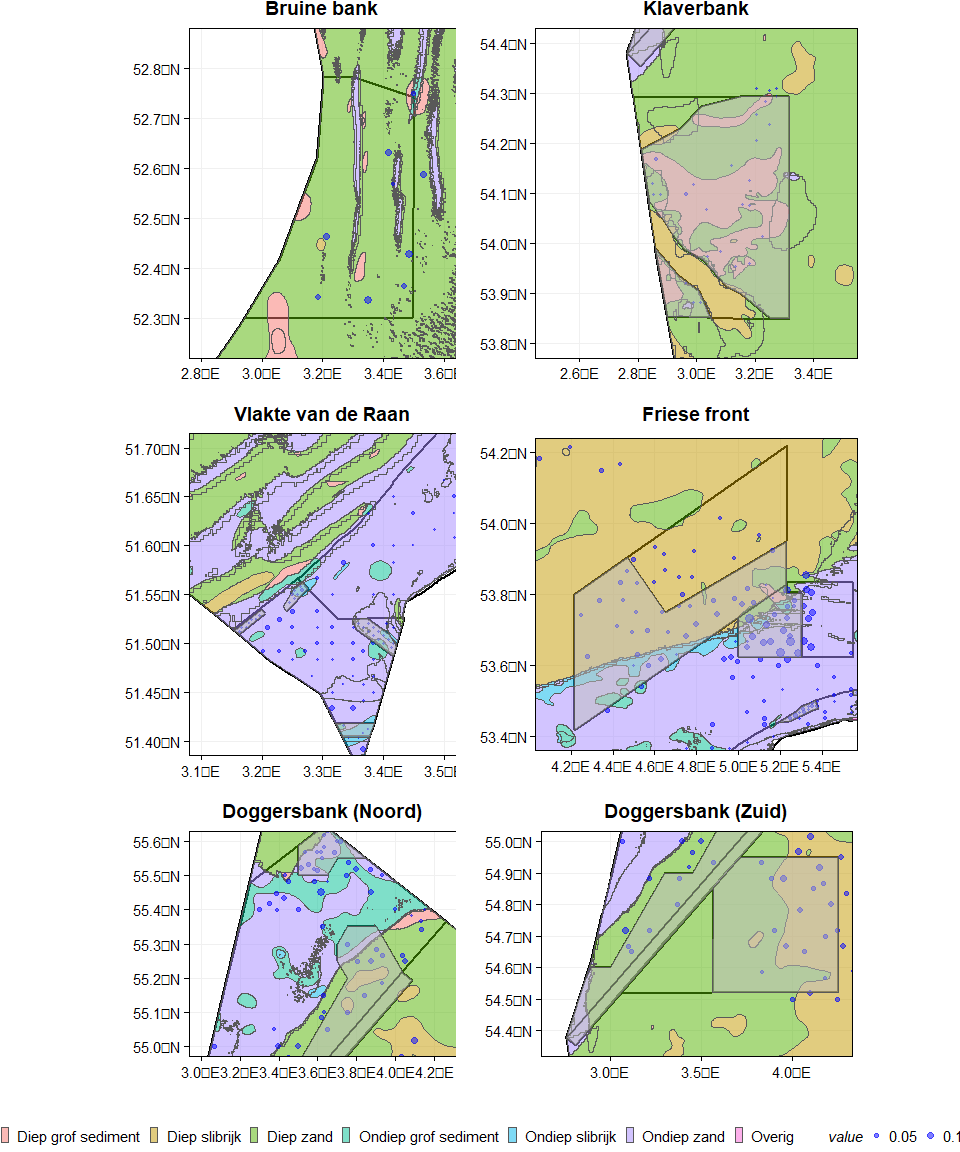 Bruine bank
52.8□N
52.7□N
52.6□N
52.5□N
52.4□N
52.3□N
2.8□E 3.0□E 3.2□E 3.4□E 3.6□E
Klaverbank
54.4□N
54.3□N
54.2□N
54.1□N
54.0□N
53.9□N
53.8□N
2.6□E 2.8□E 3.0□E 3.2□E 3.4□E
Vlakte van de Raan
51.70□N
51.65□N
51.60□N
51.55□N
51.50□N
51.45□N
51.40□N
3.1□E 3.2□E 3.3□E 3.4□E 3.5□E
Friese front
54.2□N
54.0□N
53.8□N
53.6□N
53.4□N
4.2□E 4.4□E 4.6□E 4.8□E 5.0□E 5.2□E 5.4□E
Doggersbank (Noord)
55.6□N
55.5□N
55.4□N
55.3□N
55.2□N
55.1□N
55.0□N
3.0□E 3.2□E 3.4□E 3.6□E 3.8□E 4.0□E 4.2□E
Doggersbank (Zuid)
55.0□N
54.9□N
54.8□N
54.7□N
54.6□N
54.5□N
54.4□N
3.0□E 3.5□E 4.0□E
Diep grof sediment Diep slibrijk Diep zand Ondiep grof sediment Ondiep slibrijk Ondiep zand Overig value 0.05 0.1